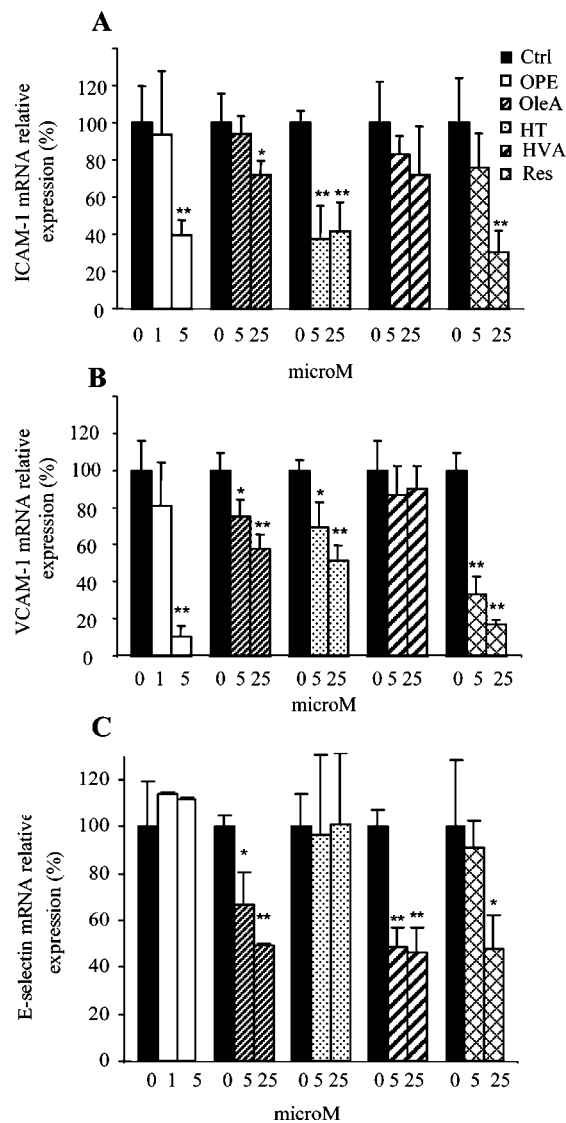 A
ICAM-1 mRNA relative
expression (%)
120
100
80
60
40
20
0
**
*
** **
**
Ctrl
OPE
OleA
HT
HVA
Res
0 1 5 0 5 25 0 5 25 0 5 25 0 5 25
microM
B
VCAM-1 mRNA relative
expression (%)
120
100
80
60
40
20
0
**
* **
* **
** **
0 1 5 0 5 25 0 5 25 0 5 25 0 5 25
microM
C
E-selectin mRNA relative
expression (%)
120
100
80
60
40
20
0
* **
** **
*
0 1 5 0 5 25 0 5 25 0 5 25 0 5 25
microM